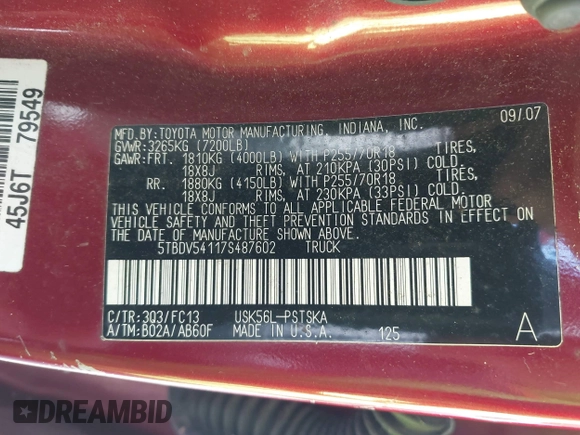 45J6T 79549
09/07
MFD. BY: TOYOTA MOTOR MANUFACTURING, INDIANA, INC.
GVWR: 3265KG (7200LB)
GAWR: FRT. 1810KG (4000LB) WITH P255/70R18 TIRES,
18X8J RIMS, AT 210KPA (30PSI) COLD.
RR. 1880KG (4150LB) WITH P255/70R18 TIRES,
18X8J RIMS, AT 230KPA (33PSI) COLD.
THIS VEHICLE CONFORMS TO ALL APPLICABLE FEDERAL MOTOR
VEHICLE SAFETY AND THEFT PREVENTION STANDARDS IN EFFECT ON
THE DATE OF MANUFACTURE SHOWN ABOVE.
5TBDV54117S487602 TRUCK
C/TR: 3Q3/FC13 USK56L-PSTSKA
A/TM: B02A/AB60F MADE IN U.S.A. 125 A
DREAMBID